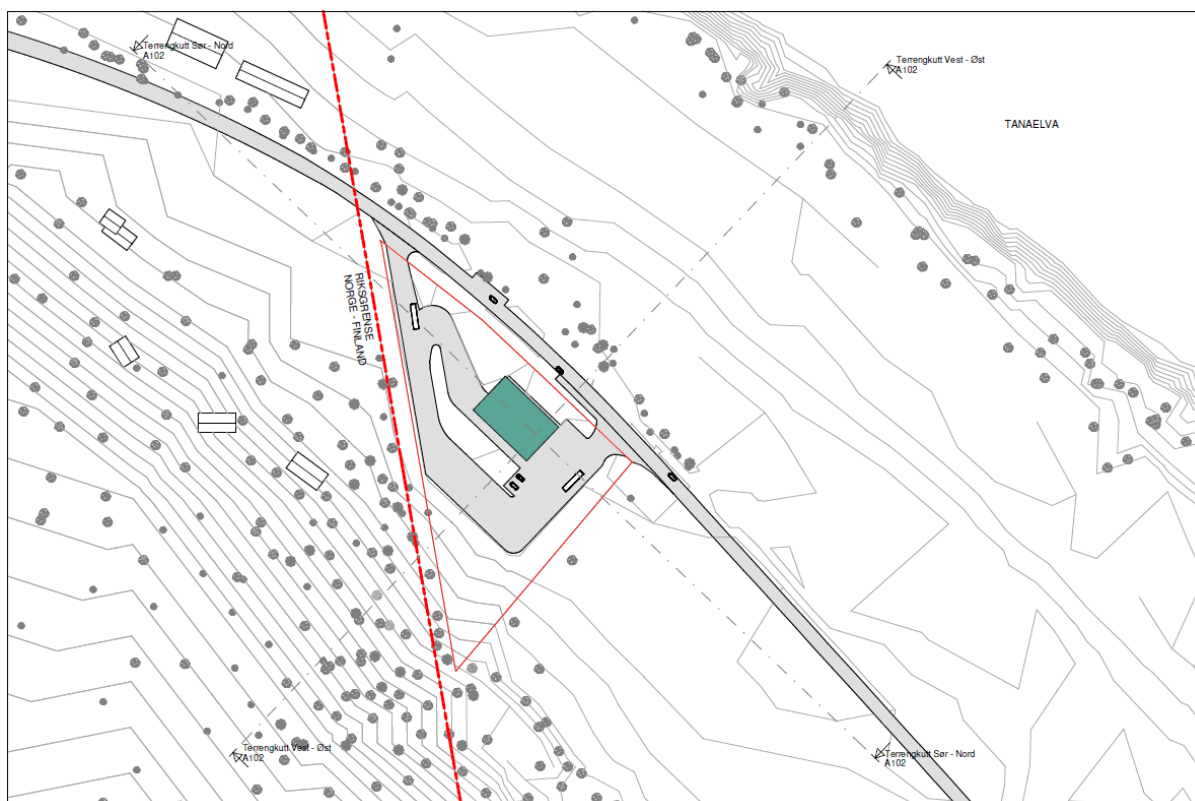 Terrengkutt Sør - Nord
A102
Terrengkutt Vest - Øst
A102
TANAELVA
RIKSGRENSE
NORGE - FINLAND
Terrengkutt Vest - Øst
A102
Terrengkutt Sør - Nord
A102